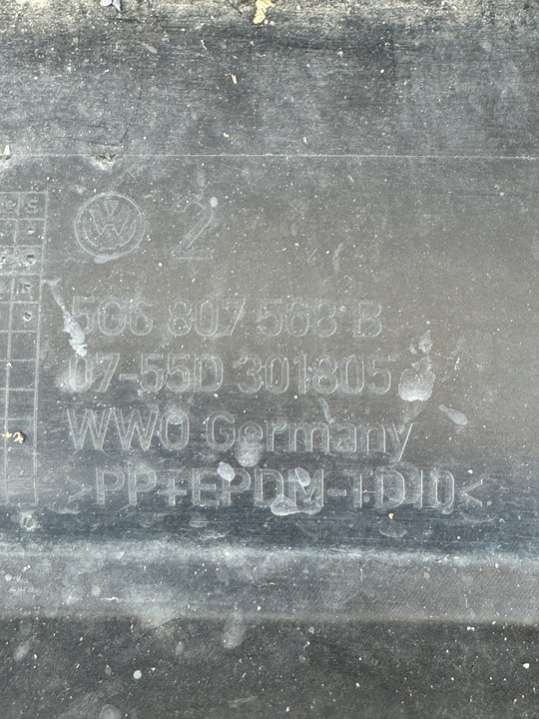 2
5G6 807 568 B
07-55D 301805
WWO Germany
>PP+EPDM-TD10<